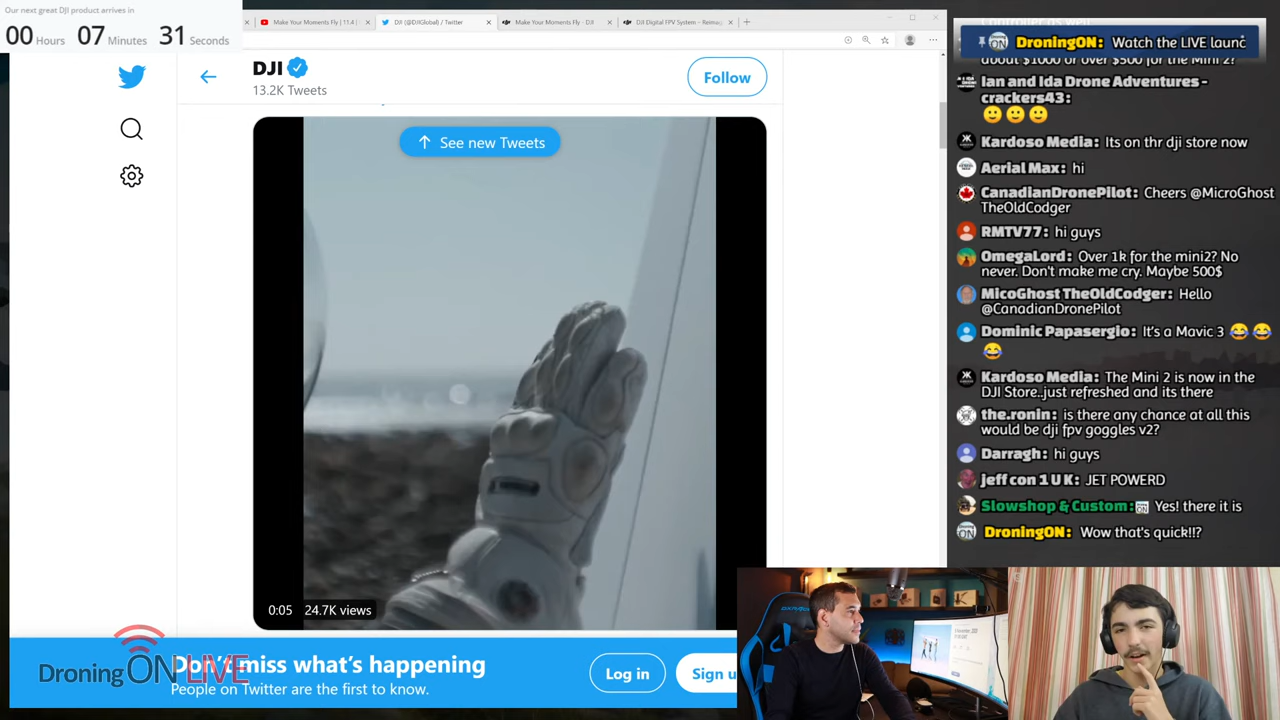 Our next great DJI product arrives in
00 Hours 07 Minutes 31 Seconds
Make Your Moments Fly | 11.4 |
DJI (@DJIGlobal) / Twitter
Make Your Moments Fly - DJI
DJI Digital FPV System – Reimag
DJI
13.2K Tweets
Follow
See new Tweets
0:05 24.7K views
Don't miss what's happening
People on Twitter are the first to know.
Log in
Sign u
DroningON LIVE
Controller as well
DroningON: Watch the LIVE launc
about $1000 or over $500 for the Mini 2?
Ian and Ida Drone Adventures -
crackers43:
Kardoso Media: Its on thr dji store now
Aerial Max: hi
CanadianDronePilot: Cheers @MicroGhost
TheOldCodger
RMTV77: hi guys
OmegaLord: Over 1k for the mini2? No
never. Don't make me cry. Maybe 500$
MicoGhost TheOldCodger: Hello
@CanadianDronePilot
Dominic Papasergio: It's a Mavic 3
Kardoso Media: The Mini 2 is now in the
DJI Store..just refreshed and its there
the.ronin: is there any chance at all this
would be dji fpv goggles v2?
Darragh: hi guys
jeff con 1 U K: JET POWERD
Slowshop & Custom: Yes! there it is
DroningON: Wow that's quick!!?